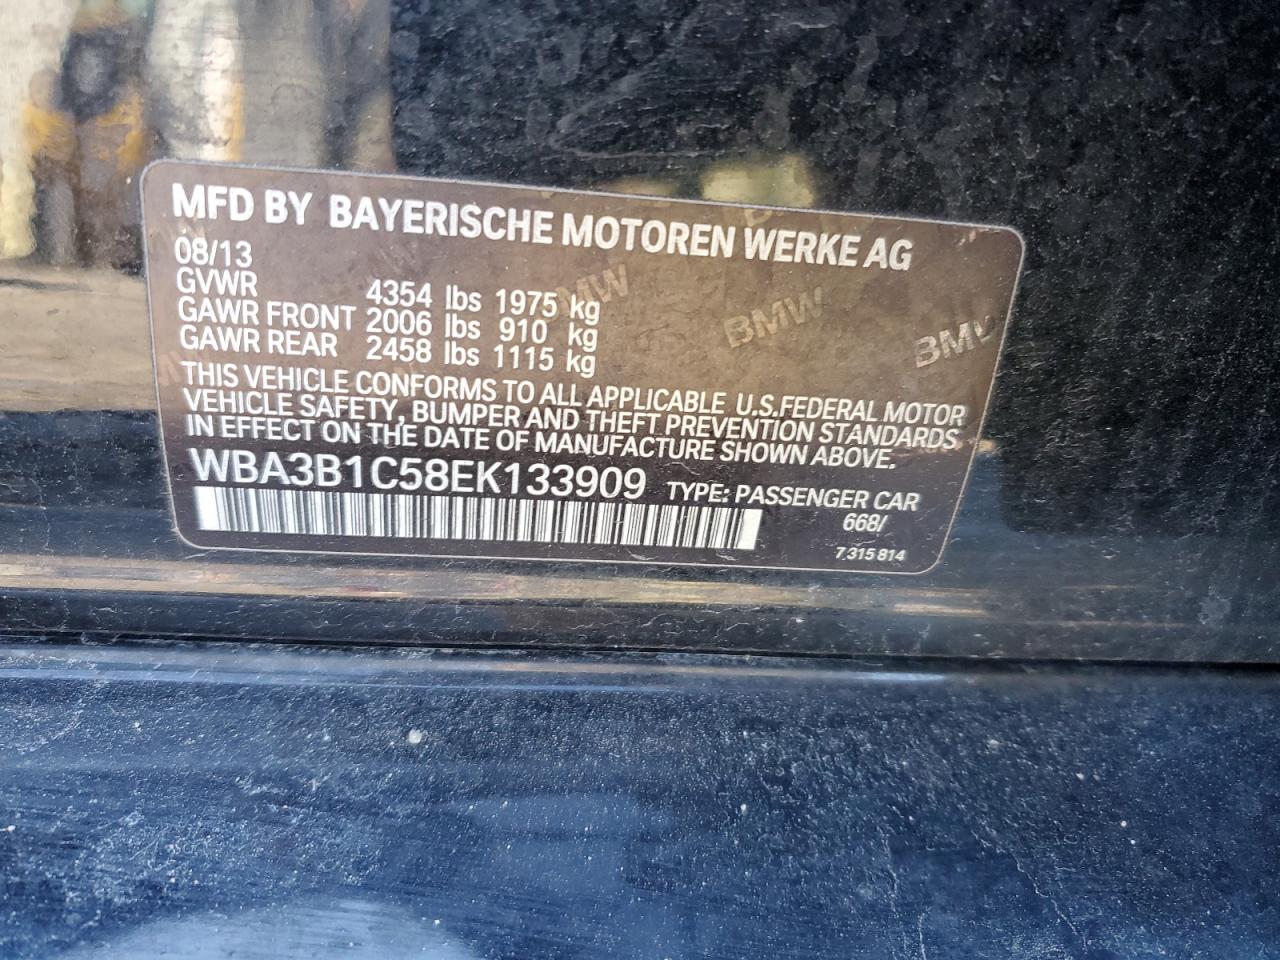 MFD BY BAYERISCHE MOTOREN WERKE AG
08/13
GVWR 4354 lbs 1975 kg
GAWR FRONT 2006 lbs 910 kg
GAWR REAR 2458 lbs 1115 kg
THIS VEHICLE CONFORMS TO ALL APPLICABLE U.S.FEDERAL MOTOR
VEHICLE SAFETY, BUMPER AND THEFT PREVENTION STANDARDS
IN EFFECT ON THE DATE OF MANUFACTURE SHOWN ABOVE.
WBA3B1C58EK133909 TYPE: PASSENGER CAR
668/
7 315 814
BMW
BMW